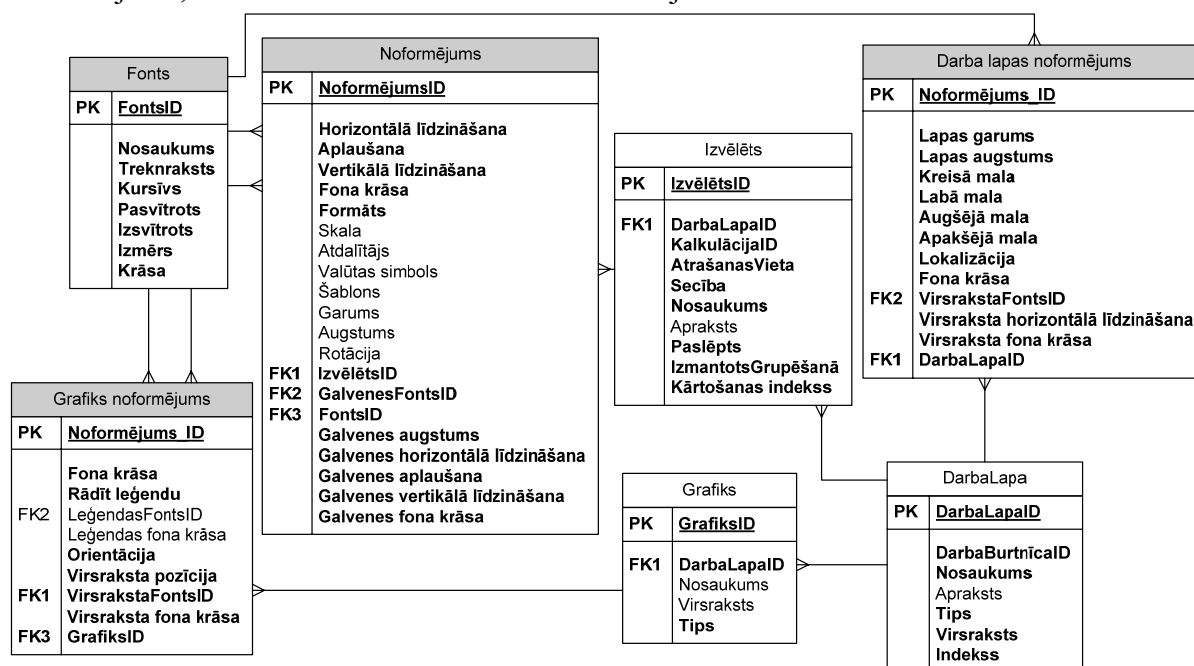 Fonts
PK FontsID
Nosaukums
Treknraksts
Kursīvs
Pasvītrots
Izsvītrots
Izmērs
Krāsa
Noformējums
PK NoformējumsID
Horizontālā līdzināšana
Aplaušana
Vertikālā līdzināšana
Fona krāsa
Formāts
Skala
Atdalītājs
Valūtas simbols
Šablons
Garums
Augstums
Rotācija
FK1 IzvēlētsID
FK2 GalvenesFontsID
FK3 FontsID
Galvenes augstums
Galvenes horizontālā līdzināšana
Galvenes aplaušana
Galvenes vertikālā līdzināšana
Galvenes fona krāsa
Izvēlēts
PK IzvēlētsID
FK1 DarbaLapaID
KalkulācijaID
AtrašanasVieta
Secība
Nosaukums
Apraksts
Paslēpts
IzmantotsGrupēšanā
Kārtošanas indekss
Darba lapas noformējums
PK Noformējums_ID
Lapas garums
Lapas augstums
Kreisā mala
Labā mala
Augšējā mala
Apakšējā mala
Lokalizācija
Fona krāsa
FK2 VirsrakstaFontsID
Virsraksta horizontālā līdzināšana
Virsraksta fona krāsa
FK1 DarbaLapaID
Grafiks noformējums
PK Noformējums_ID
Fona krāsa
Rādīt leģendu
FK2 LeģendasFontsID
Leģendas fona krāsa
Orientācija
Virsraksta pozīcija
FK1 VirsrakstaFontsID
Virsraksta fona krāsa
FK3 GrafiksID
Grafiks
PK GrafiksID
FK1 DarbaLapaID
Nosaukums
Virsraksts
Tips
DarbaLapa
PK DarbaLapaID
DarbaBurtnīcaID
Nosaukums
Apraksts
Tips
Virsraksts
Indekss